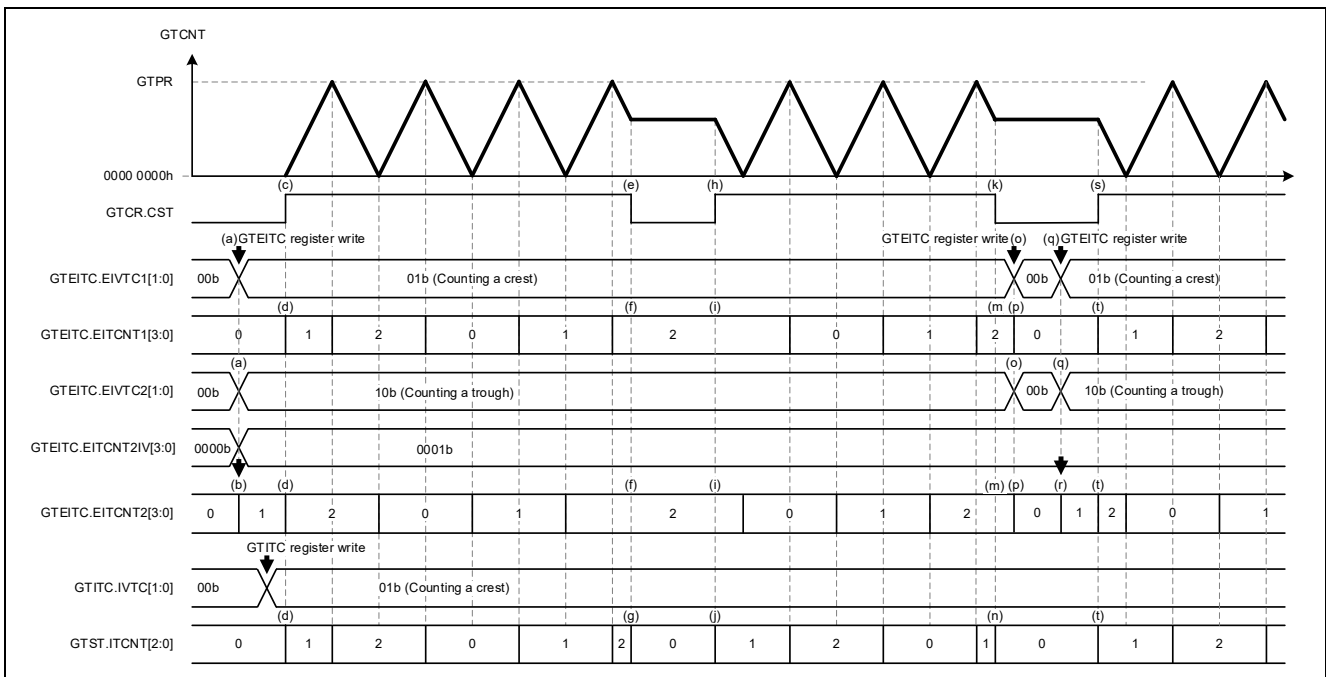 GTCNT
GTPR
0000 0000h
(c) (e) (h) (k) (s)
GTCR.CST
(a)GTEITC register write GTEITC register write(o) (q)GTEITC register write
GTEITC.EIVTC1[1:0] 00b 01b (Counting a crest) 00b 01b (Counting a crest)
(d) (f) (i) (m (p) (t)
GTEITC.EITCNT1[3:0] 0 1 2 0 1 2 0 1 2 0 1 2
(a) (o) (q)
GTEITC.EIVTC2[1:0] 00b 10b (Counting a trough) 00b 10b (Counting a trough)
GTEITC.EITCNT2IV[3:0] 0000b 0001b
(b) (d) (f) (i) (m) (p) (r) (t)
GTEITC.EITCNT2[3:0] 0 1 2 0 1 2 0 1 2 0 1 2 0 1
GTITC register write
GTITC.IVTC[1:0] 00b 01b (Counting a crest)
(d) (g) (j) (n) (t)
GTST.ITCNT[2:0] 0 1 2 0 1 2 0 1 2 0 1 0 1 2